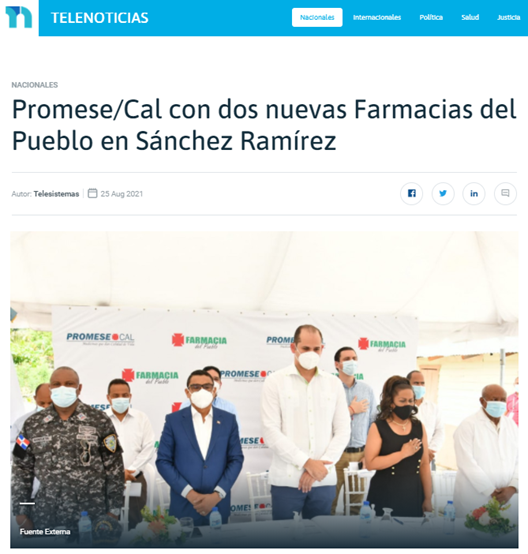 TELENOTICIAS
Nacionales Internacionales Política Salud Justicia
NACIONALES
Promese/Cal con dos nuevas Farmacias del
Pueblo en Sánchez Ramírez
Autor: Telesistemas 25 Aug 2021
PROMESE CAL
FARMACIA
del Pueblo
FARMACIA
del Pueblo
PROMESE CAL
FARMACIA
del Pueblo
Fuente Externa